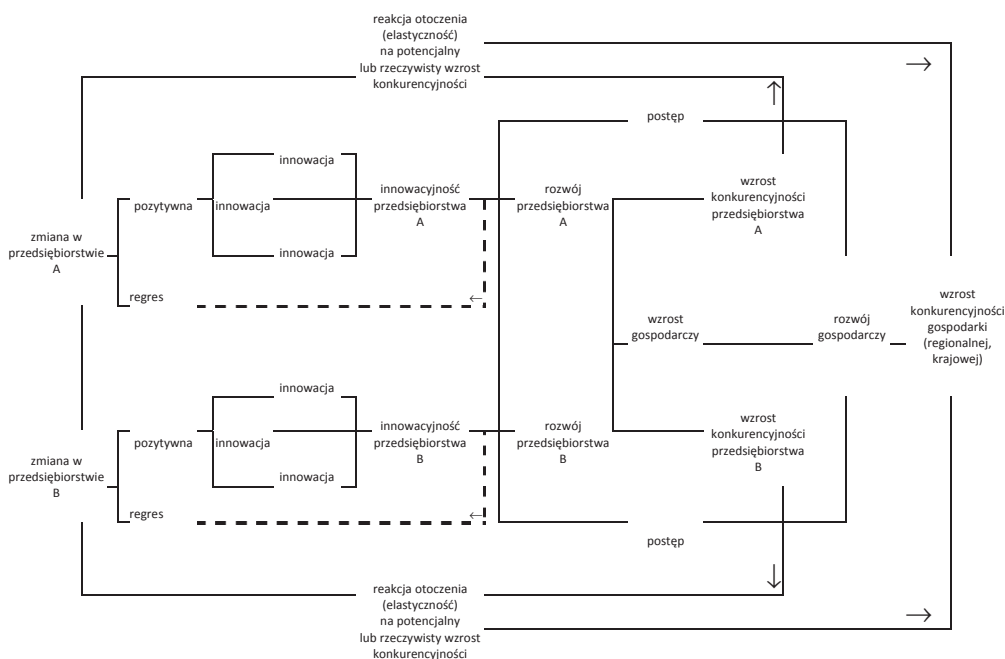 reakcja otoczenia
(elastyczność)
na potencjalny
lub rzeczywisty wzrost
konkurencyjności
→
↑
postęp
innowacja
pozytywna
innowacja
innowacja
innowacyjność
przedsiębiorstwa
A
rozwój
przedsiębiorstwa
A
wzrost
konkurencyjności
przedsiębiorstwa
A
zmiana w
przedsiębiorstwie
A
regres
←
wzrost
gospodarczy
rozwój
gospodarczy
wzrost
konkurencyjności
gospodarki
(regionalnej,
krajowej)
innowacja
pozytywna
innowacja
innowacja
innowacyjność
przedsiębiorstwa
B
rozwój
przedsiębiorstwa
B
wzrost
konkurencyjności
przedsiębiorstwa
B
zmiana w
przedsiębiorstwie
B
regres
←
postęp
↓
reakcja otoczenia
(elastyczność)
na potencjalny
lub rzeczywisty wzrost
konkurencyjności
→